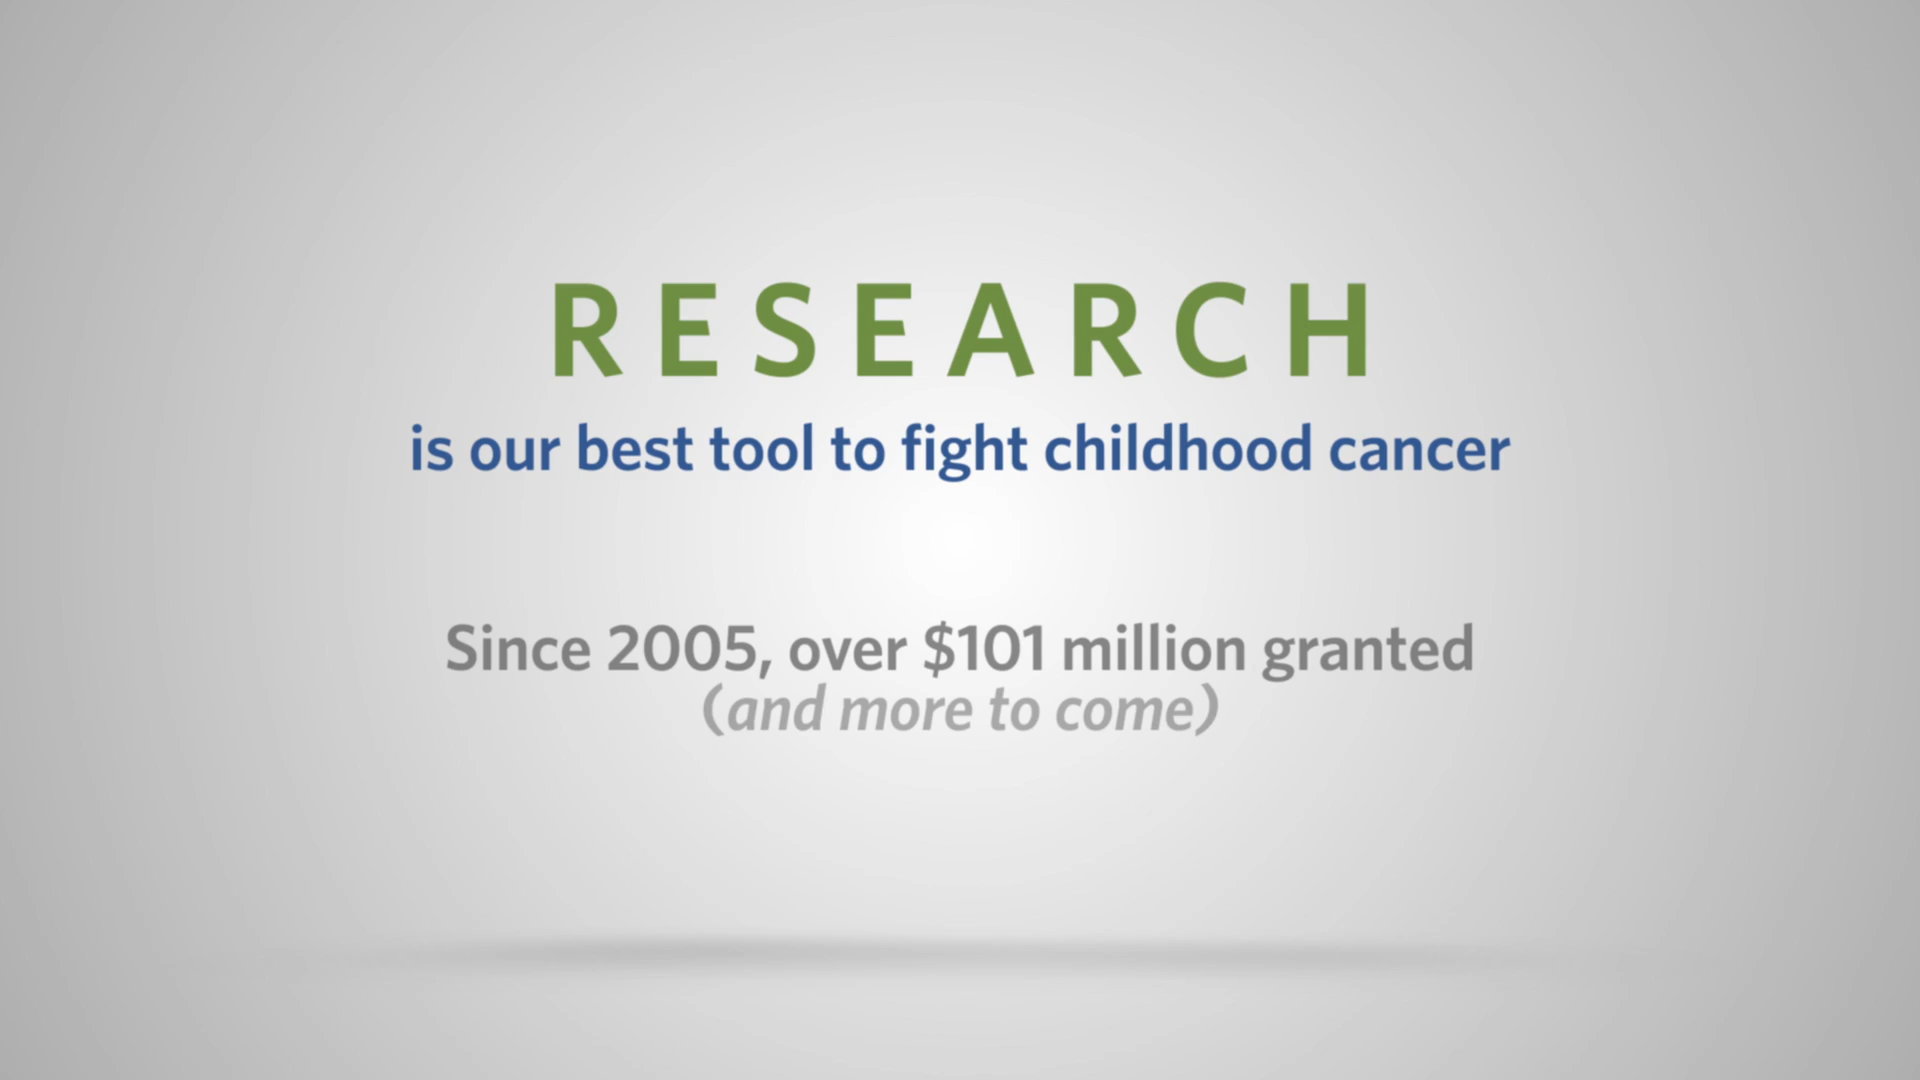 RESEARCH
is our best tool to fight childhood cancer
Since 2005, over $101 million granted
(and more to come)